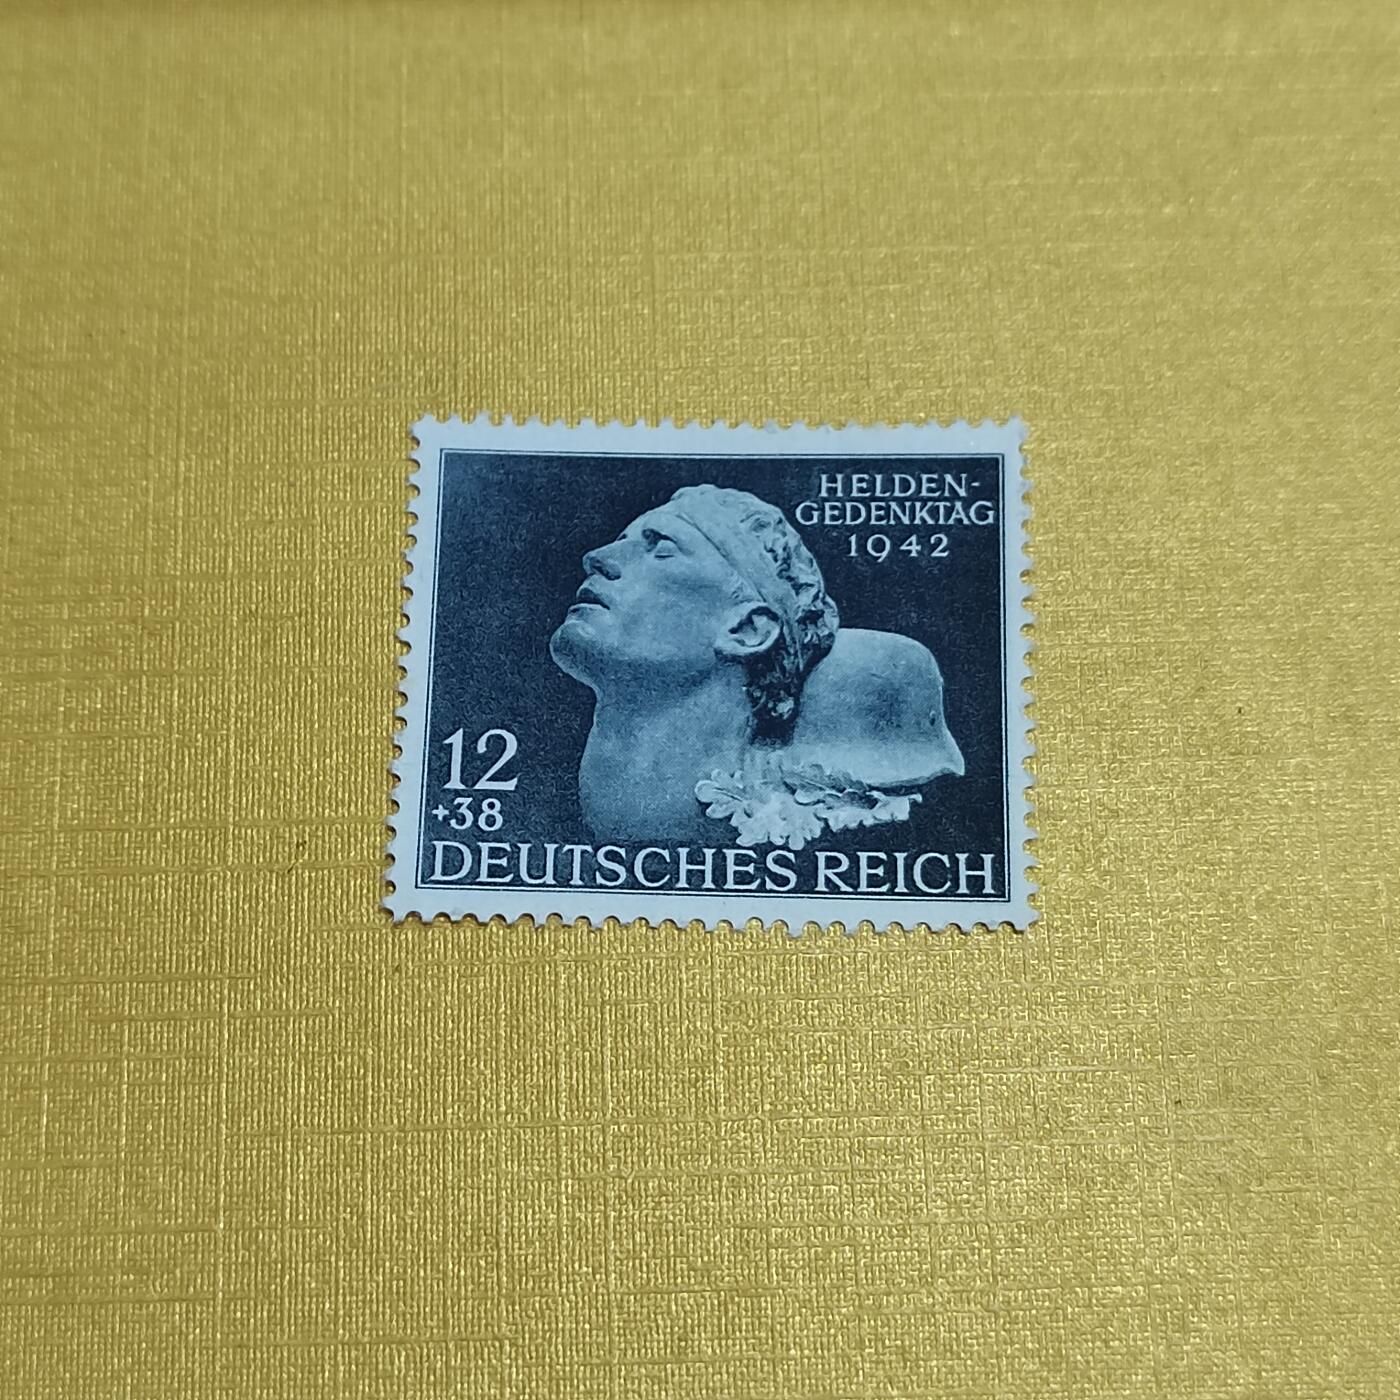 HELDEN-
GEDENKTAG
1942
12
+38
DEUTSCHES REICH